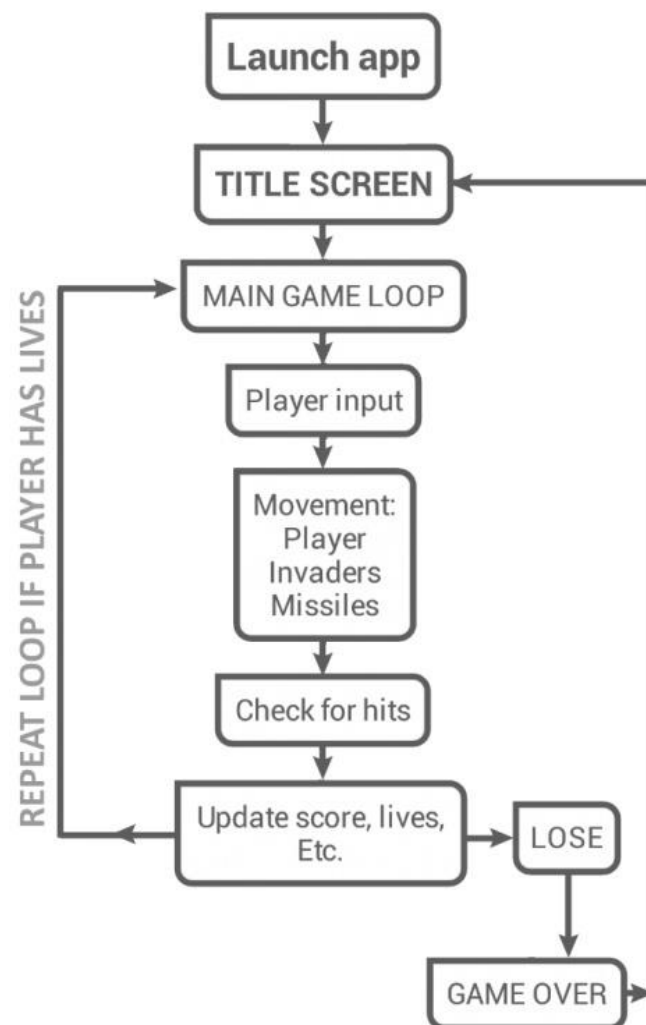 Launch app
TITLE SCREEN
MAIN GAME LOOP
Player input
Movement:
Player
Invaders
Missiles
Check for hits
Update score, lives,
Etc.
LOSE
GAME OVER
REPEAT LOOP IF PLAYER HAS LIVES